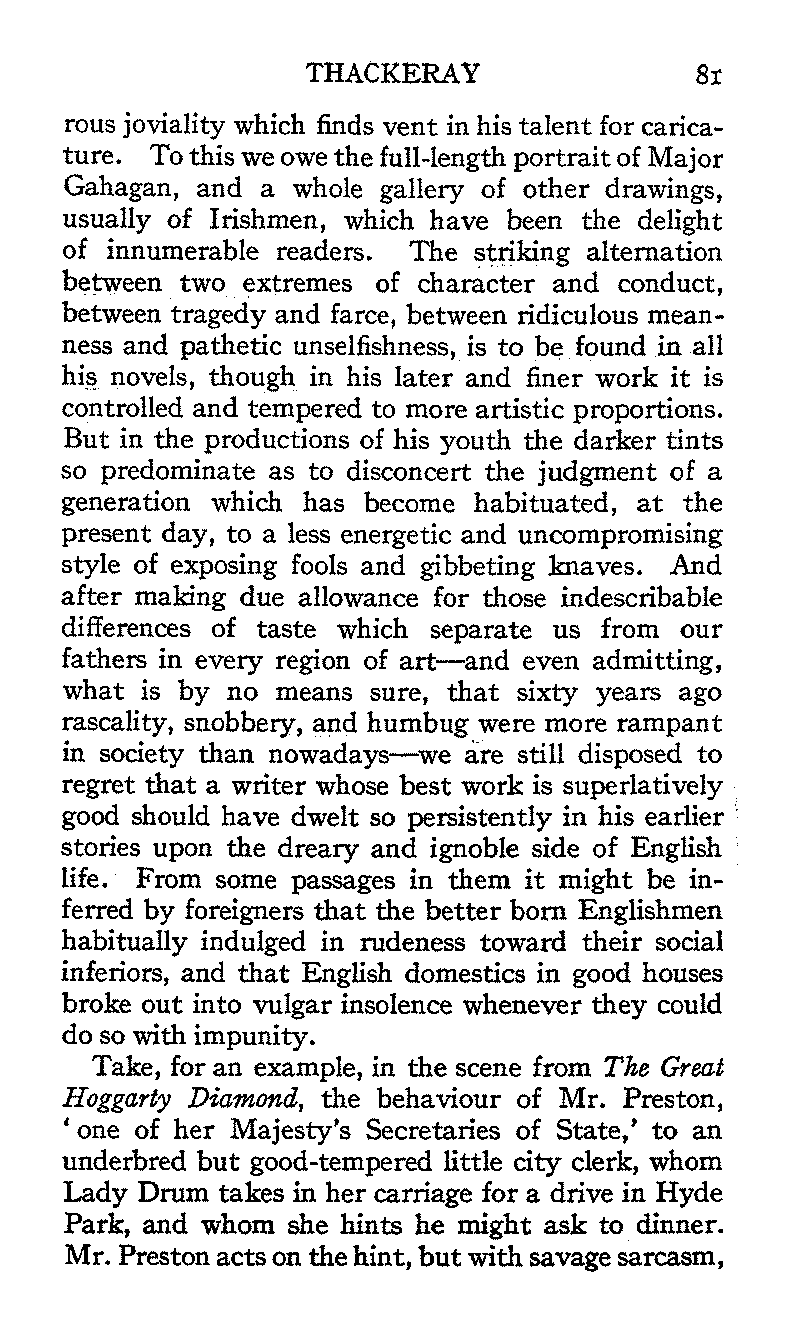 THACKERAY 81
rous joviality which finds vent in his talent for carica-
ture. To this we owe the full-length portrait of Major
Gahagan, and a whole gallery of other drawings,
usually of Irishmen, which have been the delight
of innumerable readers. The striking alternation
between two extremes of character and conduct,
between tragedy and farce, between ridiculous mean-
ness and pathetic unselfishness, is to be found in all
his novels, though in his later and finer work it is
controlled and tempered to more artistic proportions.
But in the productions of his youth the darker tints
so predominate as to disconcert the judgment of a
generation which has become habituated, at the
present day, to a less energetic and uncompromising
style of exposing fools and gibbeting knaves. And
after making due allowance for those indescribable
differences of taste which separate us from our
fathers in every region of art—and even admitting,
what is by no means sure, that sixty years ago
rascality, snobbery, and humbug were more rampant
in society than nowadays—we are still disposed to
regret that a writer whose best work is superlatively
good should have dwelt so persistently in his earlier
stories upon the dreary and ignoble side of English
life. From some passages in them it might be in-
ferred by foreigners that the better born Englishmen
habitually indulged in rudeness toward their social
inferiors, and that English domestics in good houses
broke out into vulgar insolence whenever they could
do so with impunity.
Take, for an example, in the scene from The Great
Hoggarty Diamond, the behaviour of Mr. Preston,
‘one of her Majesty's Secretaries of State,’ to an
underbred but good-tempered little city clerk, whom
Lady Drum takes in her carriage for a drive in Hyde
Park, and whom she hints he might ask to dinner.
Mr. Preston acts on the hint, but with savage sarcasm,